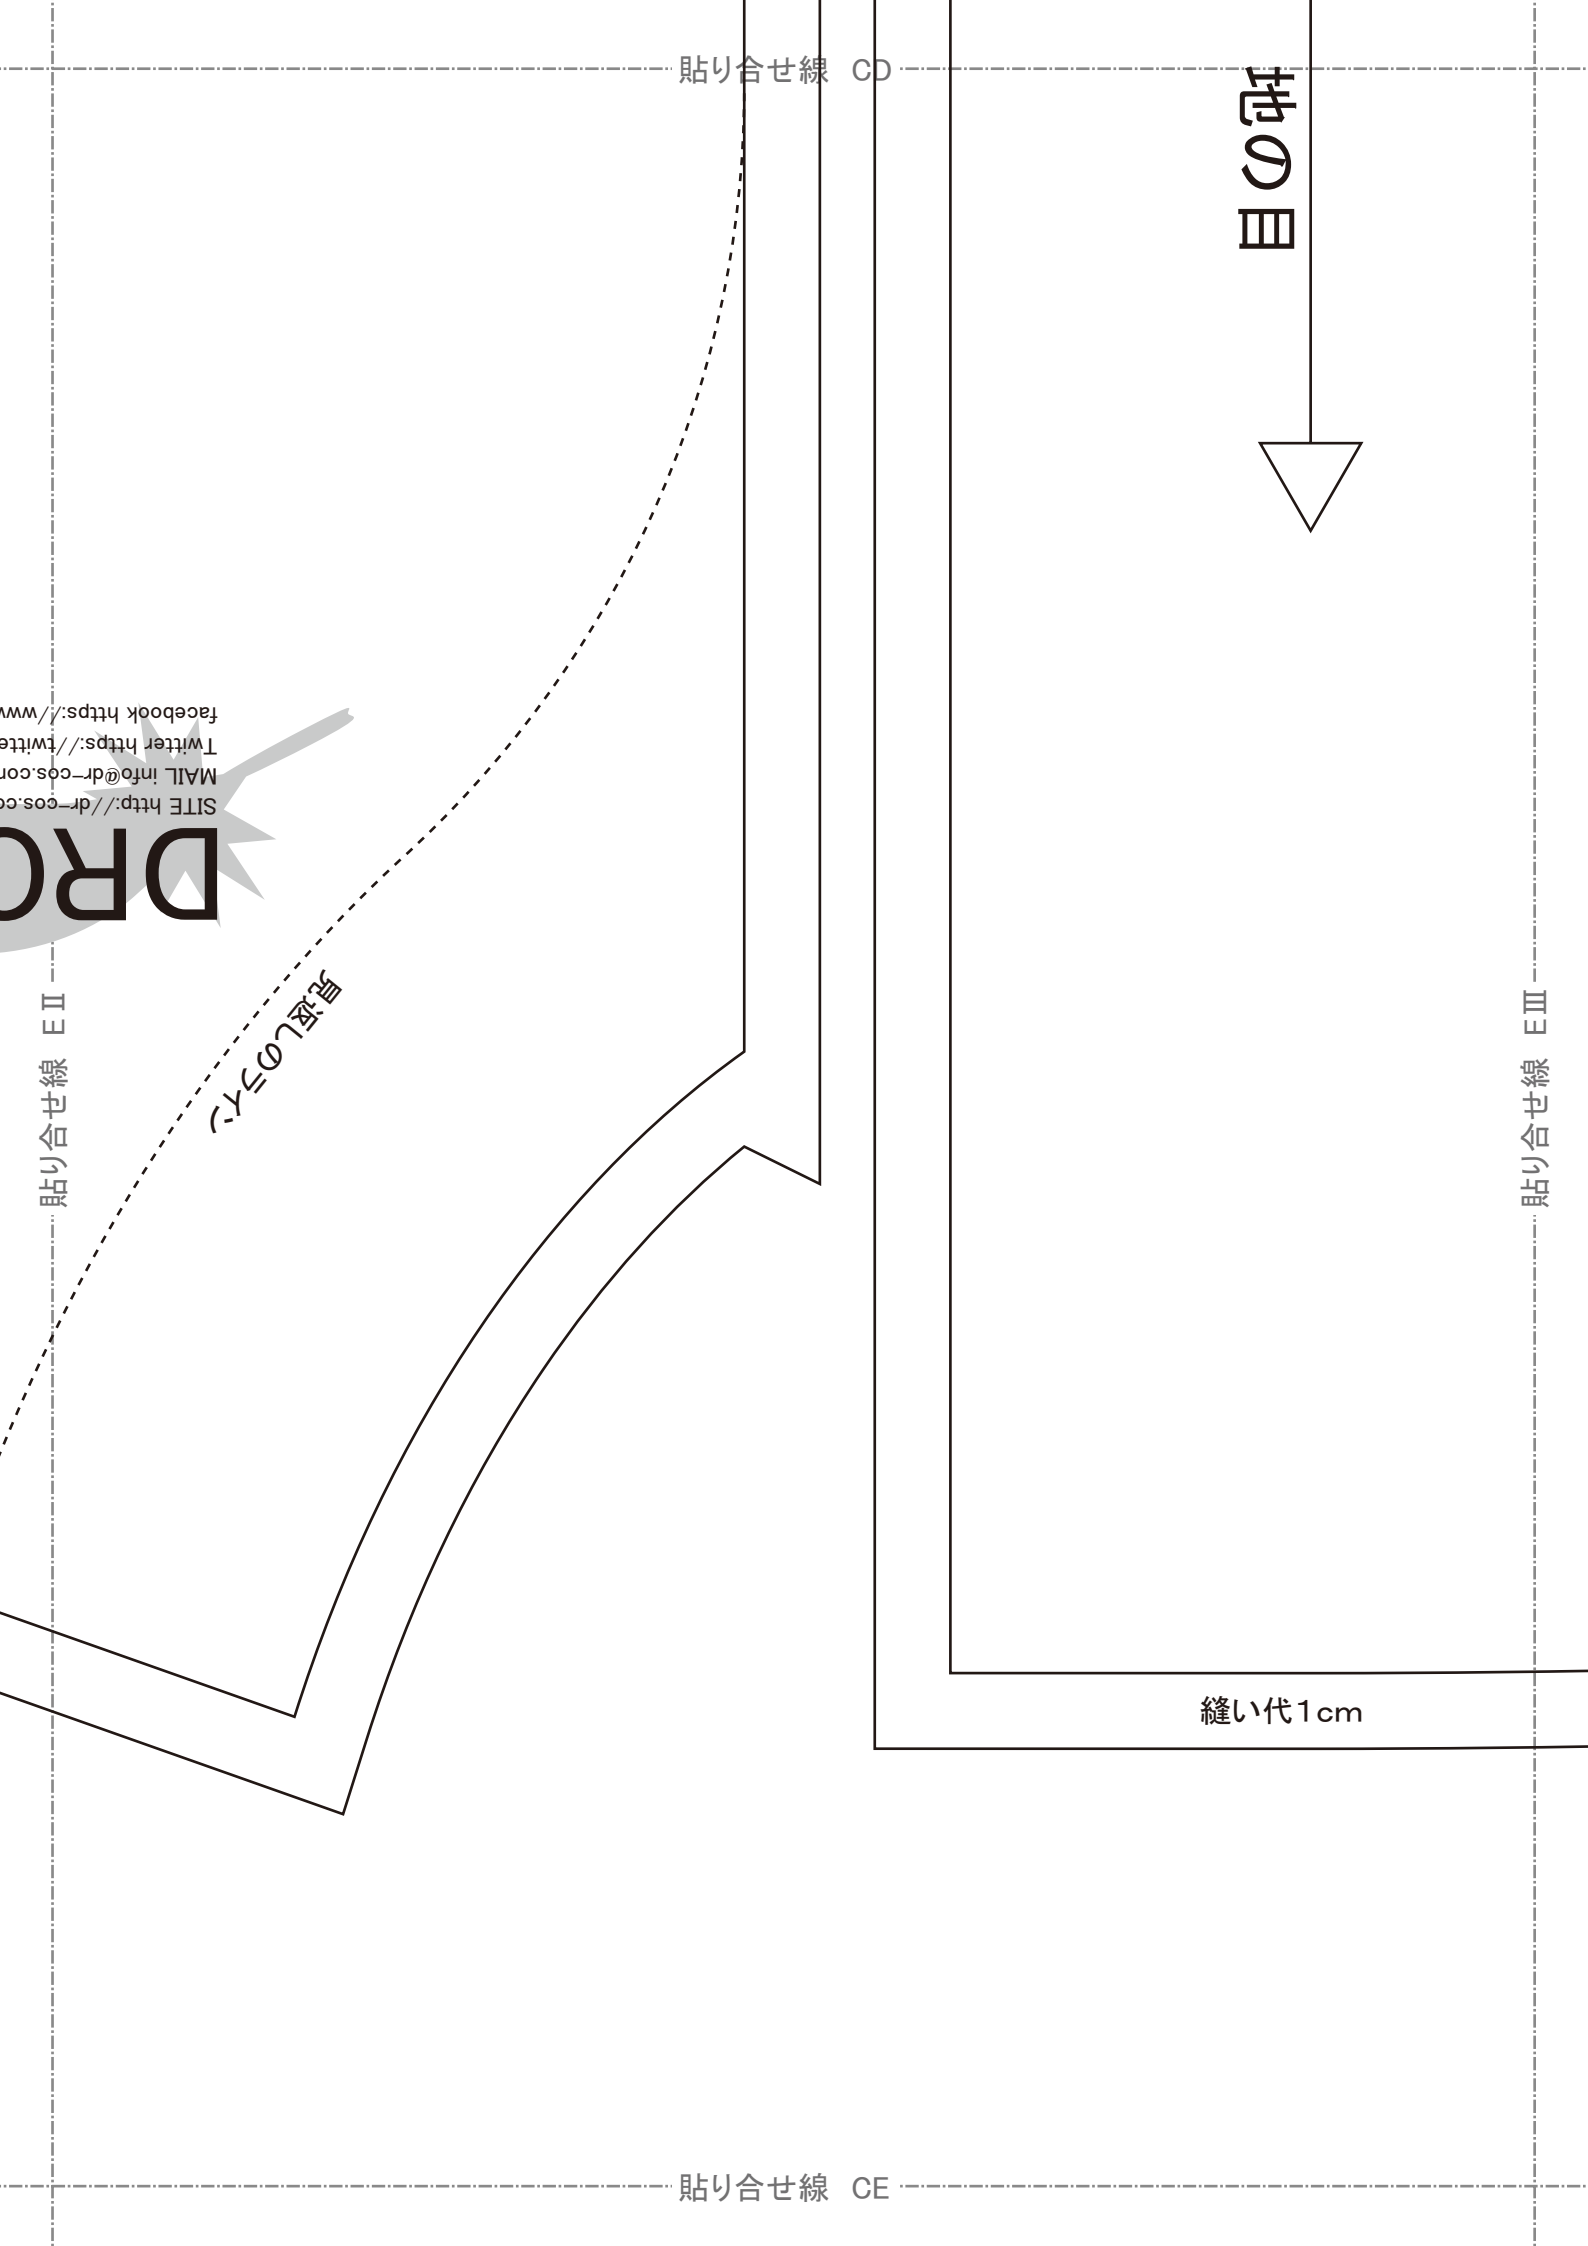 貼り合せ線 CD
地の目
facebook https://www
Twitter https://twitte
MAIL info@dr-cos.con
SITE http://dr-cos.co
DRO
見返しのライン
貼り合せ線 EⅡ
貼り合せ線 EⅢ
縫い代1cm
貼り合せ線 CE